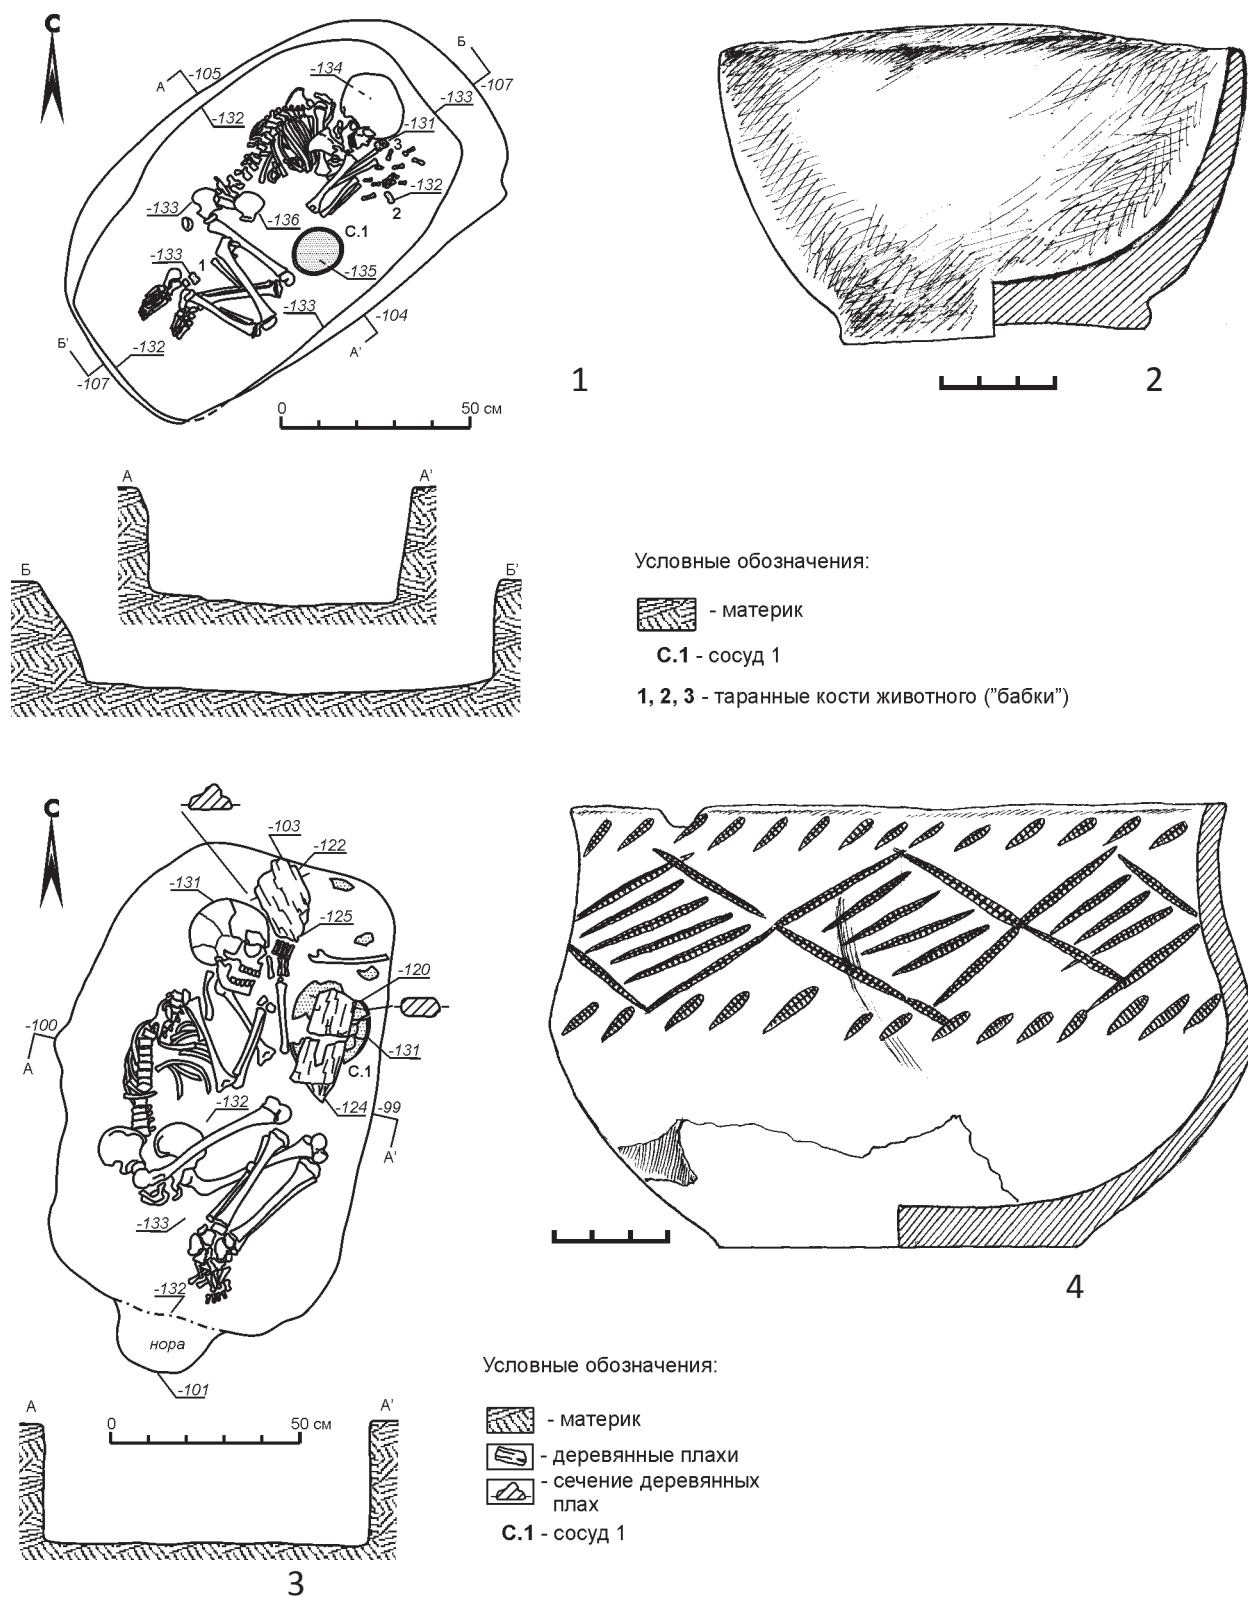 С
Б
А
-105
-134
-107
-133
-132
-131
3
-132
2
-133
-136
С.1
-133
1
-135
-133
-104
Б'
-132
А'
-107
1
2
0 50 см
А А'
Б Б'
Условные обозначения:
- материк
С.1 - сосуд 1
1, 2, 3 - таранные кости животного ("бабки")
С
-103
-122
-131
-125
-120
-100
А
-131
С.1
-132
-124
-99
А'
-133
-132
нора
-101
4
А А'
0 50 см
3
Условные обозначения:
- материк
- деревянные плахи
- сечение деревянных
плах
С.1 - сосуд 1